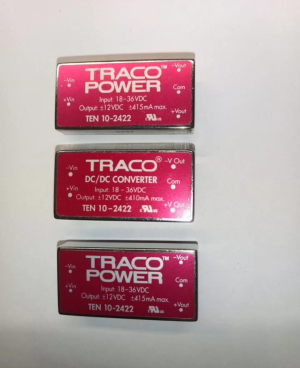 TRACO™ -Vout
POWER
-Vin
Com
+Vin
Input: 18-36VDC
Output: ±12VDC ±415mA max.
+Vout
TEN 10-2422
TRACO® -V Out
-Vin
DC/DC CONVERTER
Com
+Vin
Input: 18 - 36VDC
Output: ±12VDC ±410mA max.
+V Out
TEN 10-2422
TRACO™ -Vout
POWER
-Vin
Com
+Vin
Input: 18-36VDC
Output: ±12VDC ±415mA max.
+Vout
TEN 10-2422